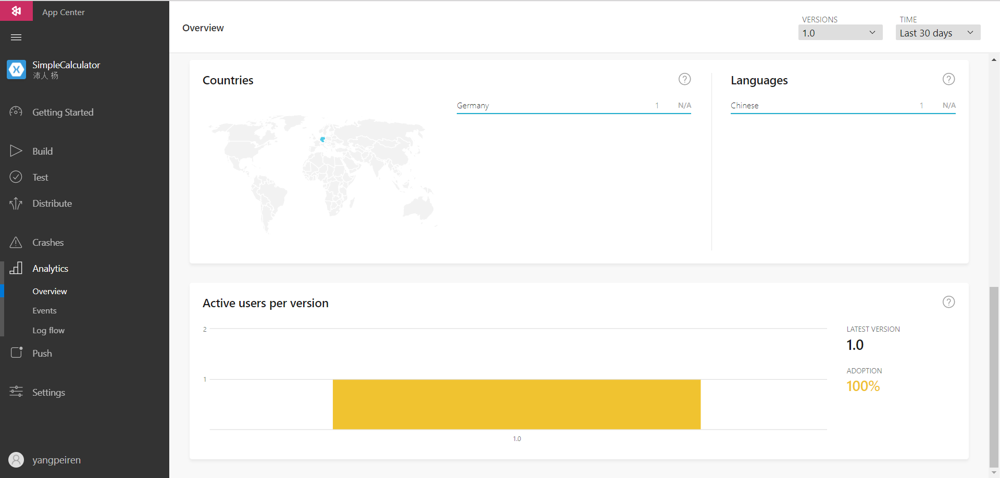 App Center
SimpleCalculator
沛人 杨
Getting Started
Build
Test
Distribute
Crashes
Analytics
Overview
Events
Log flow
Push
Settings
yangpeiren
Overview
VERSIONS
1.0
TIME
Last 30 days
Countries
?
Germany 1 N/A
Languages
?
Chinese 1 N/A
Active users per version
?
2
1
1.0
LATEST VERSION
1.0
ADOPTION
100%